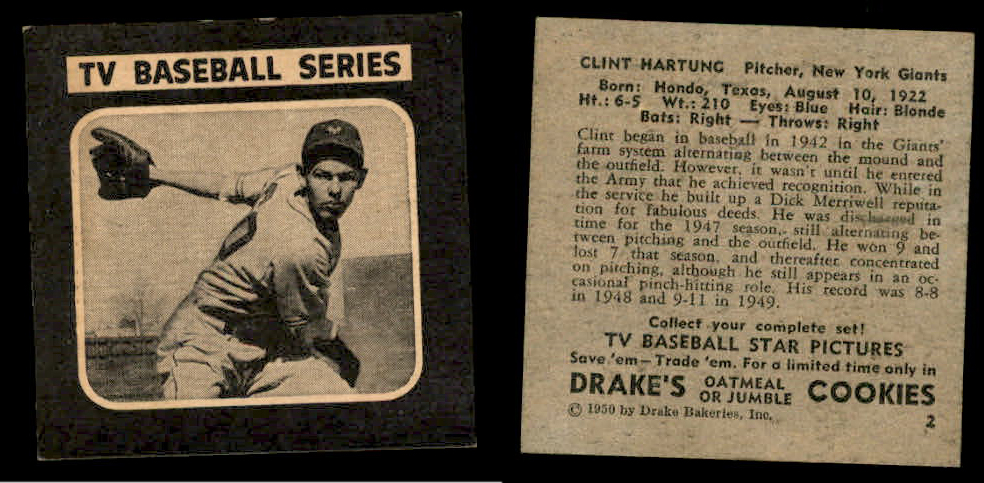 TV BASEBALL SERIES
CLINT HARTUNG Pitcher, New York Giants
Born: Hondo, Texas, August 10, 1922
Ht.: 6-5 Wt.: 210 Eyes: Blue Hair: Blonde
Bats: Right — Throws: Right
Clint began in baseball in 1942 in the Giants'
farm system alternating between the mound and
the outfield. However, it wasn't until he entered
the Army that he achieved recognition. While in
the service he built up a Dick Merriwell reputa-
tion for fabulous deeds. He was discharged in
time for the 1947 season, still alternating be-
tween pitching and the outfield. He won 9 and
lost 7 that season, and thereafter concentrated
on pitching, although he still appears in an oc-
casional pinch-hitting role. His record was 8-8
in 1948 and 9-11 in 1949.
Collect your complete set!
TV BASEBALL STAR PICTURES
Save 'em—Trade 'em. For a limited time only in
DRAKE'S OATMEAL OR JUMBLE COOKIES
© 1950 by Drake Bakeries, Inc.
2